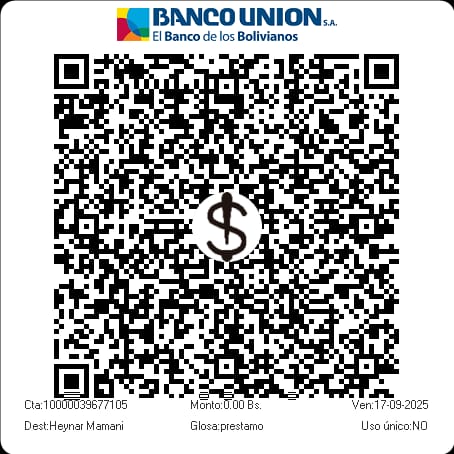 BANCO UNION S.A.
El Banco de los Bolivianos
$
Cta:10000039677105 Monto:0.00 Bs. Ven:17-09-2025
Dest:Heynar Mamani Glosa:prestamo Uso único:NO